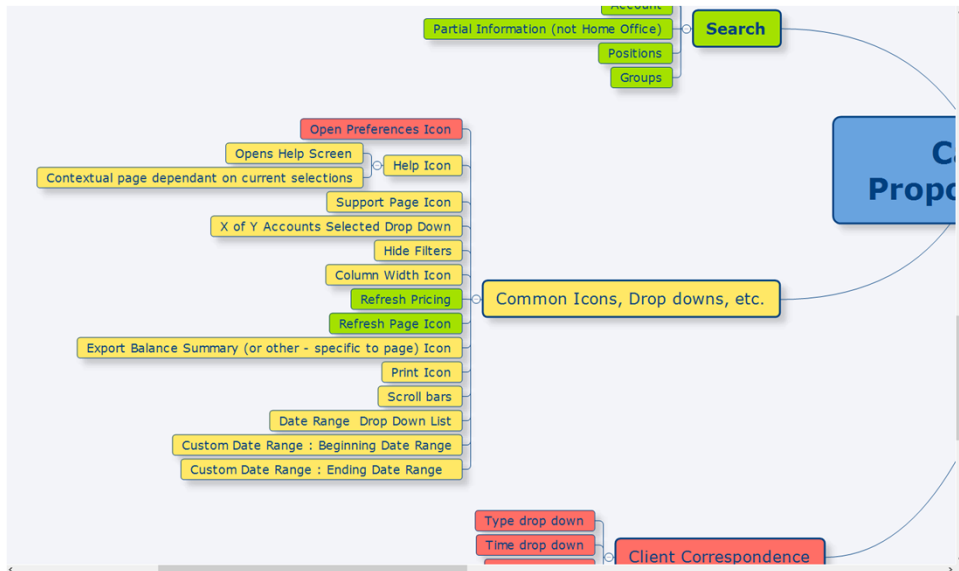 Account
Search
Partial Information (not Home Office)
Positions
Groups
Open Preferences Icon
Opens Help Screen
Help Icon
Contextual page dependant on current selections
Support Page Icon
X of Y Accounts Selected Drop Down
Hide Filters
Column Width Icon
Refresh Pricing
Common Icons, Drop downs, etc.
Refresh Page Icon
Export Balance Summary (or other - specific to page) Icon
Print Icon
Scroll bars
Date Range  Drop Down List
Custom Date Range : Beginning Date Range
Custom Date Range : Ending Date Range
Type drop down
Time drop down
Client Correspondence